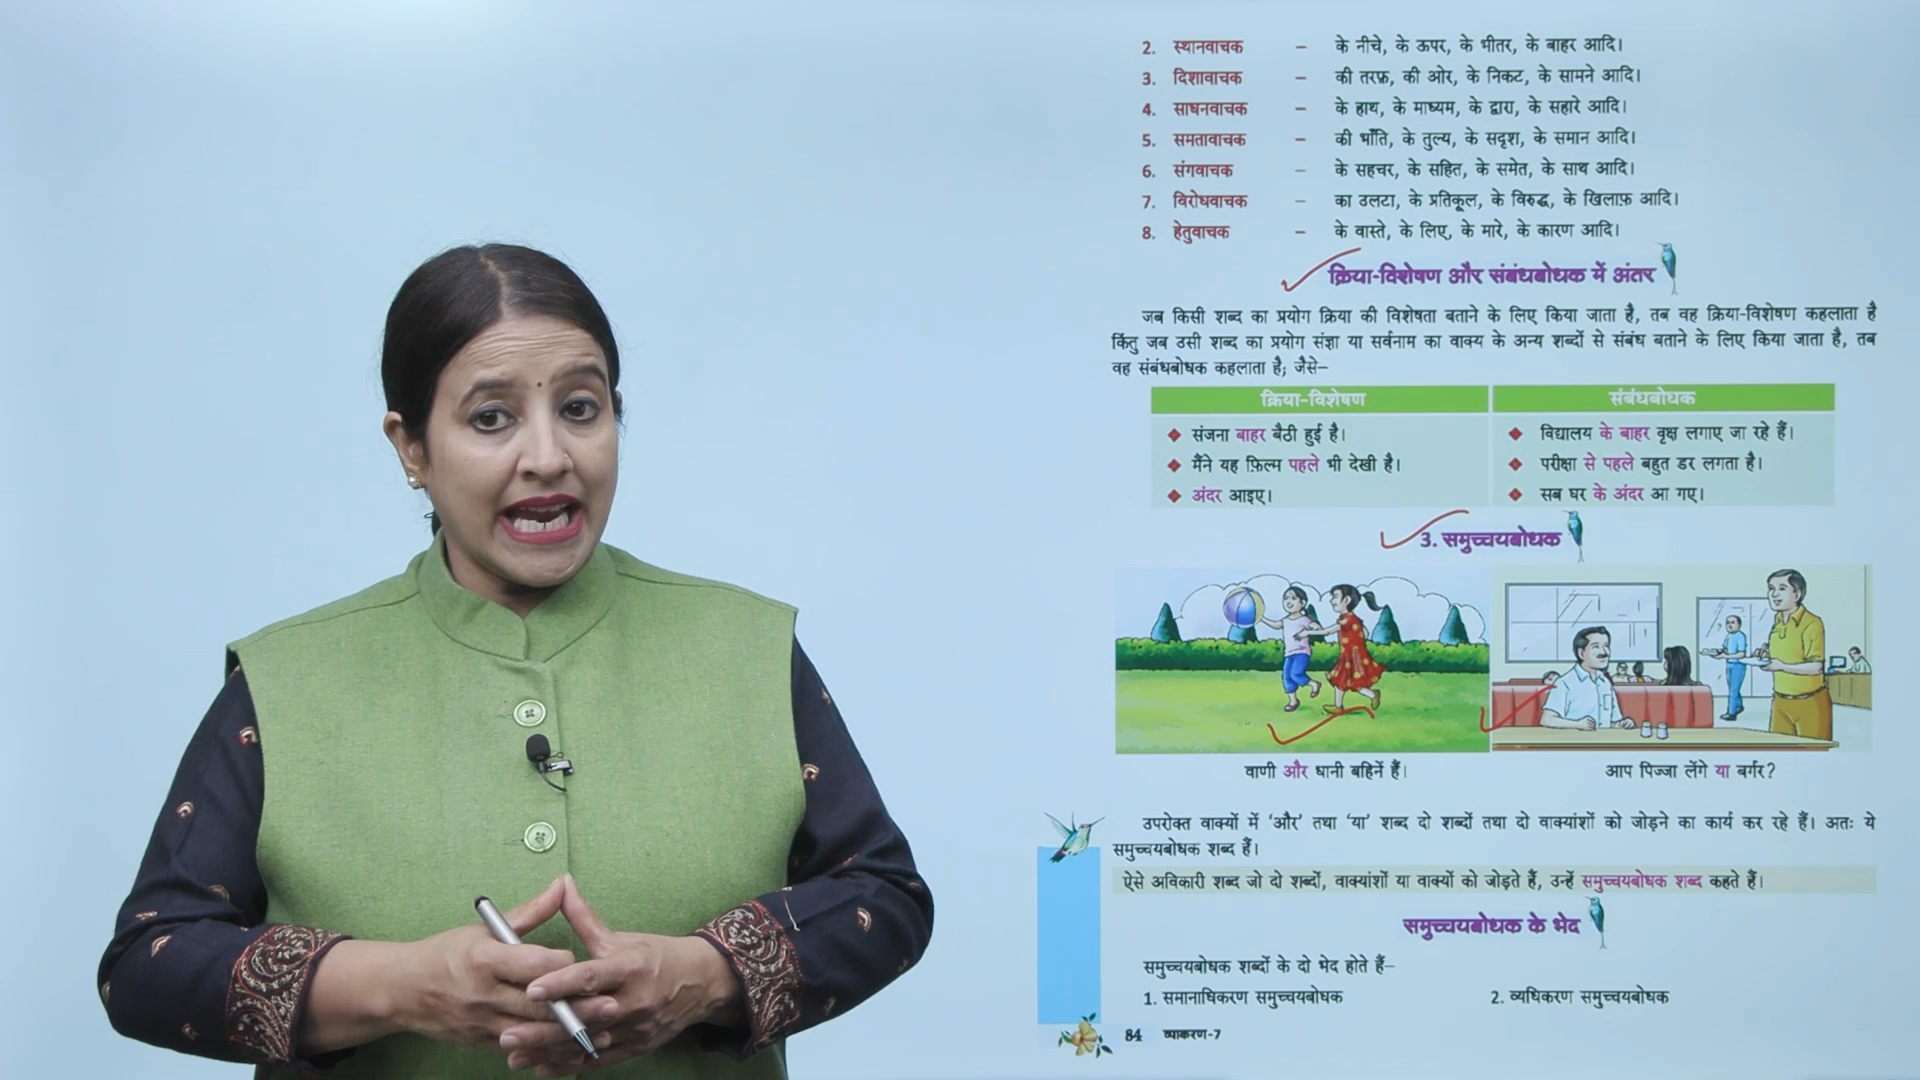 2. स्थानवाचक – के नीचे, के ऊपर, के भीतर, के बाहर आदि।
3. दिशावाचक – की तरफ़, की ओर, के निकट, के सामने आदि।
4. साधनवाचक – के हाथ, के माध्यम, के द्वारा, के सहारे आदि।
5. समतावाचक – की भाँति, के तुल्य, के सदृश, के समान आदि।
6. संगवाचक – के सहचर, के सहित, के समेत, के साथ आदि।
7. विरोधवाचक – का उलटा, के प्रतिकूल, के विरुद्ध, के खिलाफ़ आदि।
8. हेतुवाचक – के वास्ते, के लिए, के मारे, के कारण आदि।
क्रिया-विशेषण और संबंधबोधक में अंतर
जब किसी शब्द का प्रयोग क्रिया की विशेषता बताने के लिए किया जाता है, तब वह क्रिया-विशेषण कहलाता है
किंतु जब उसी शब्द का प्रयोग संज्ञा या सर्वनाम का वाक्य के अन्य शब्दों से संबंध बताने के लिए किया जाता है, तब
वह संबंधबोधक कहलाता है; जैसे–
क्रिया-विशेषण संबंधबोधक
संजना बाहर बैठी हुई है। विद्यालय के बाहर वृक्ष लगाए जा रहे हैं।
मैंने यह फ़िल्म पहले भी देखी है। परीक्षा से पहले बहुत डर लगता है।
अंदर आइए। सब घर के अंदर आ गए।
3. समुच्चयबोधक
वाणी और धानी बहिनें हैं। आप पिज्जा लेंगे या बर्गर?
उपरोक्त वाक्यों में ‘और’ तथा ‘या’ शब्द दो शब्दों तथा दो वाक्यांशों को जोड़ने का कार्य कर रहे हैं। अतः ये
समुच्चयबोधक शब्द हैं।
ऐसे अविकारी शब्द जो दो शब्दों, वाक्यांशों या वाक्यों को जोड़ते हैं, उन्हें समुच्चयबोधक शब्द कहते हैं।
समुच्चयबोधक के भेद
समुच्चयबोधक शब्दों के दो भेद होते हैं–
1. समानाधिकरण समुच्चयबोधक 2. व्यधिकरण समुच्चयबोधक
84 व्याकरण-7